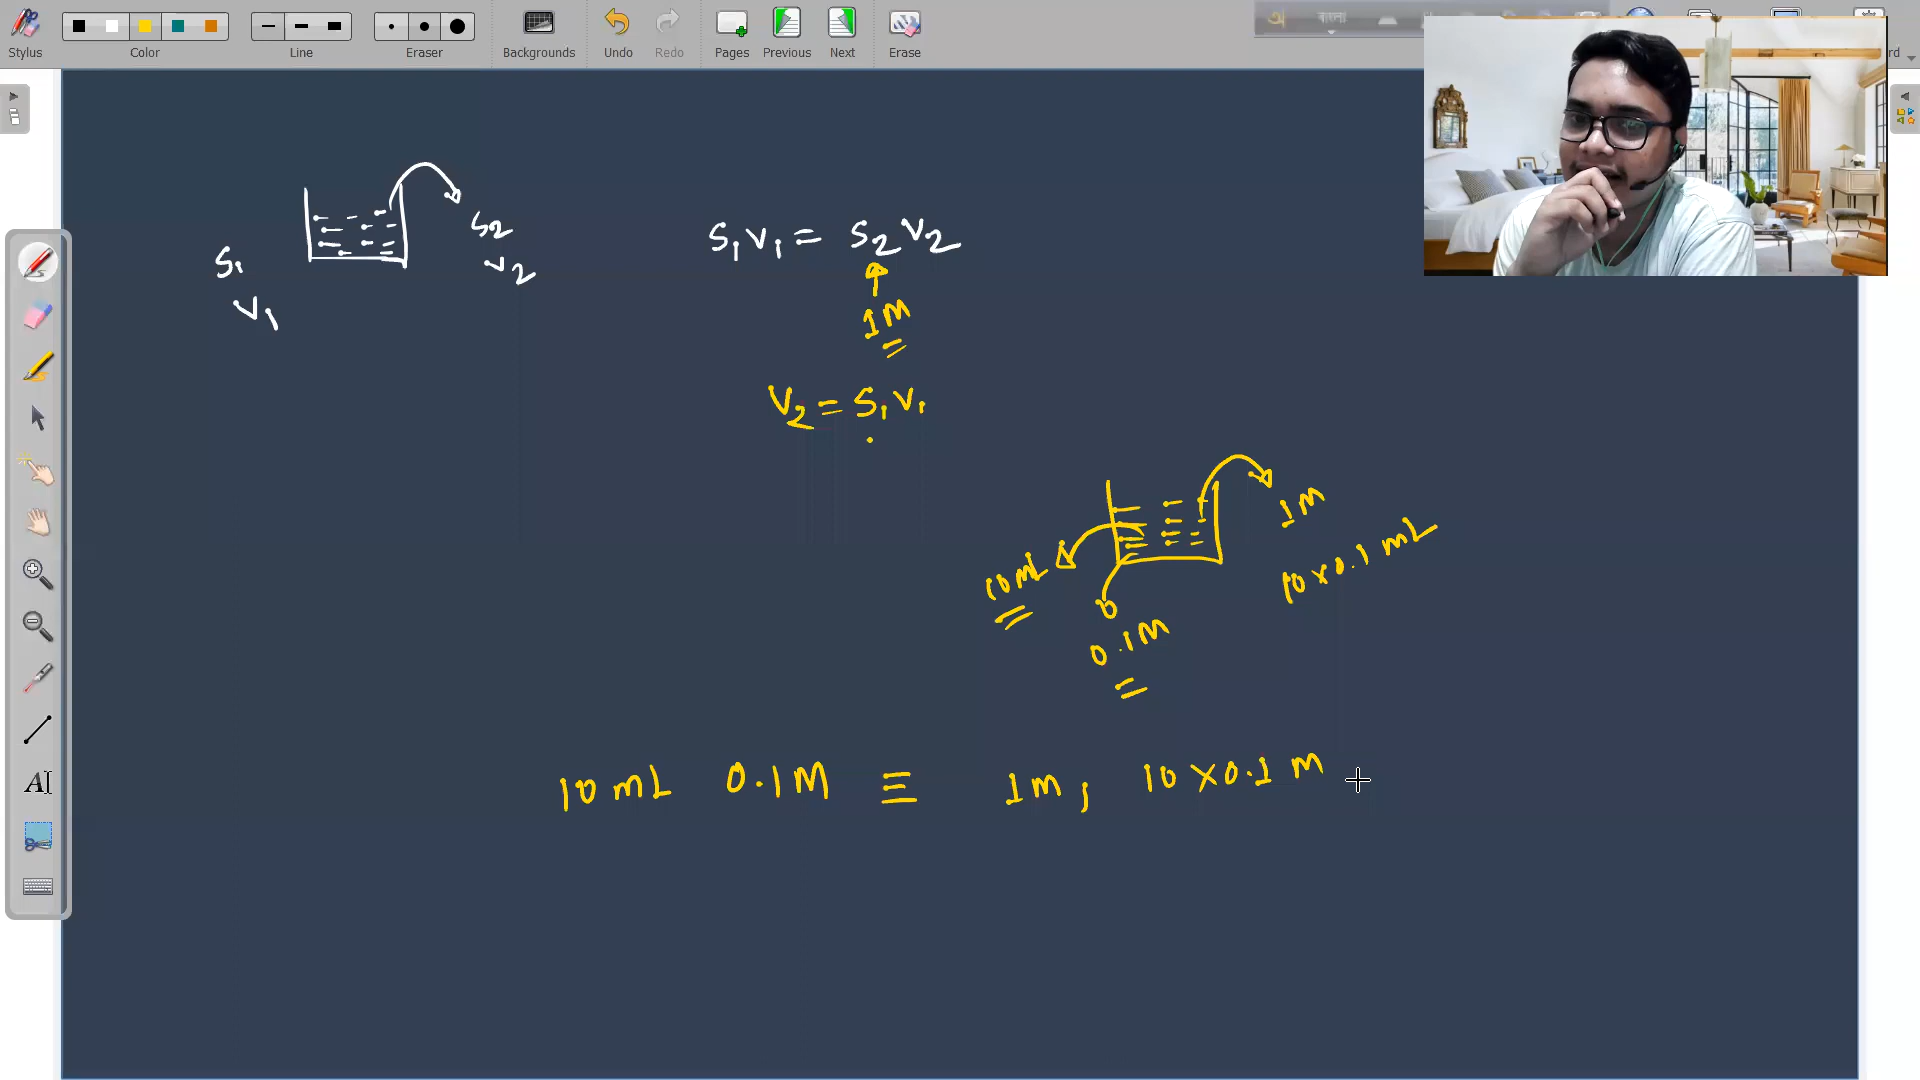 Stylus
Color
Line
Eraser
Backgrounds
Undo
Redo
Pages
Previous
Next
Erase
অ বাংলা
rd
S₁
V₁
S₂
V₂
S₁V₁ = S₂V₂
1M
V₂ = S₁V₁
1M
10×0.1 mL
10mL
0.1M
10 mL 0.1M ≡ 1M, 10×0.1 M